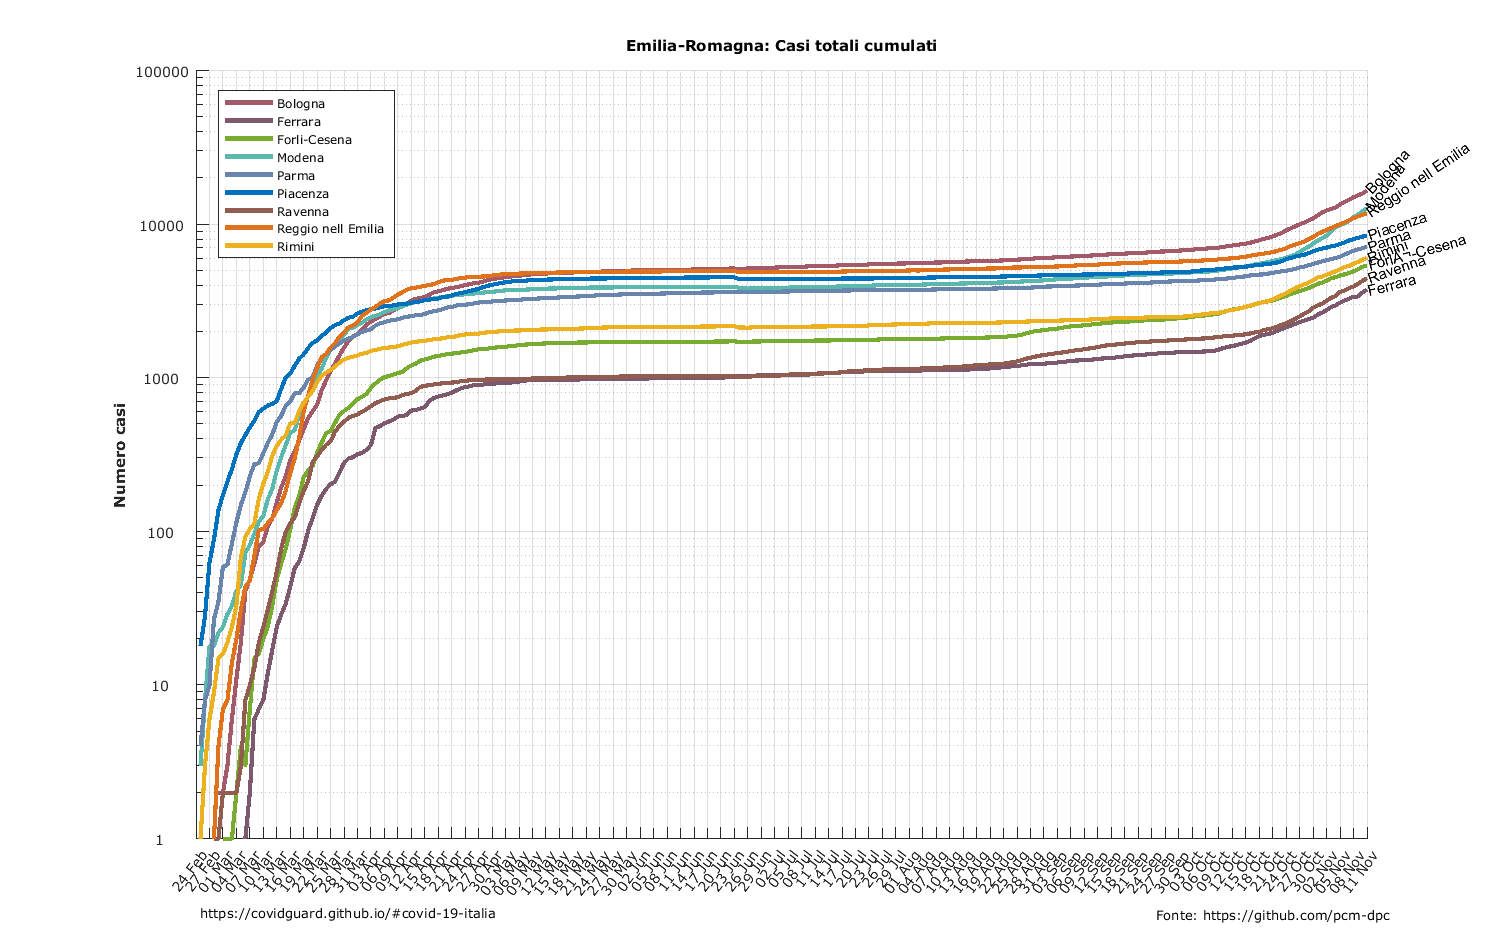 Emilia-Romagna: Casi totali cumulati
100000
10000
1000
100
10
1
Numero casi
Bologna
Ferrara
Forlì-Cesena
Modena
Parma
Piacenza
Ravenna
Reggio nell Emilia
Rimini
Bologna
Modena
Reggio nell Emilia
Piacenza
Parma
Rimini
Ravenna
Ferrara
24 Feb
27 Feb
01 Mar
04 Mar
07 Mar
10 Mar
13 Mar
16 Mar
19 Mar
22 Mar
25 Mar
28 Mar
31 Mar
03 Apr
06 Apr
09 Apr
12 Apr
15 Apr
18 Apr
21 Apr
24 Apr
27 Apr
30 Apr
03 May
06 May
09 May
12 May
15 May
18 May
21 May
24 May
27 May
30 May
02 Jun
05 Jun
08 Jun
11 Jun
14 Jun
17 Jun
20 Jun
23 Jun
26 Jun
29 Jun
02 Jul
05 Jul
08 Jul
11 Jul
14 Jul
17 Jul
20 Jul
23 Jul
26 Jul
29 Jul
01 Aug
04 Aug
07 Aug
10 Aug
13 Aug
16 Aug
19 Aug
22 Aug
25 Aug
28 Aug
31 Aug
03 Sep
06 Sep
09 Sep
12 Sep
15 Sep
18 Sep
21 Sep
24 Sep
27 Sep
30 Sep
03 Oct
06 Oct
09 Oct
12 Oct
15 Oct
18 Oct
21 Oct
24 Oct
27 Oct
30 Oct
02 Nov
05 Nov
08 Nov
11 Nov
https://covidguard.github.io/#covid-19-italia
Fonte: https://github.com/pcm-dpc